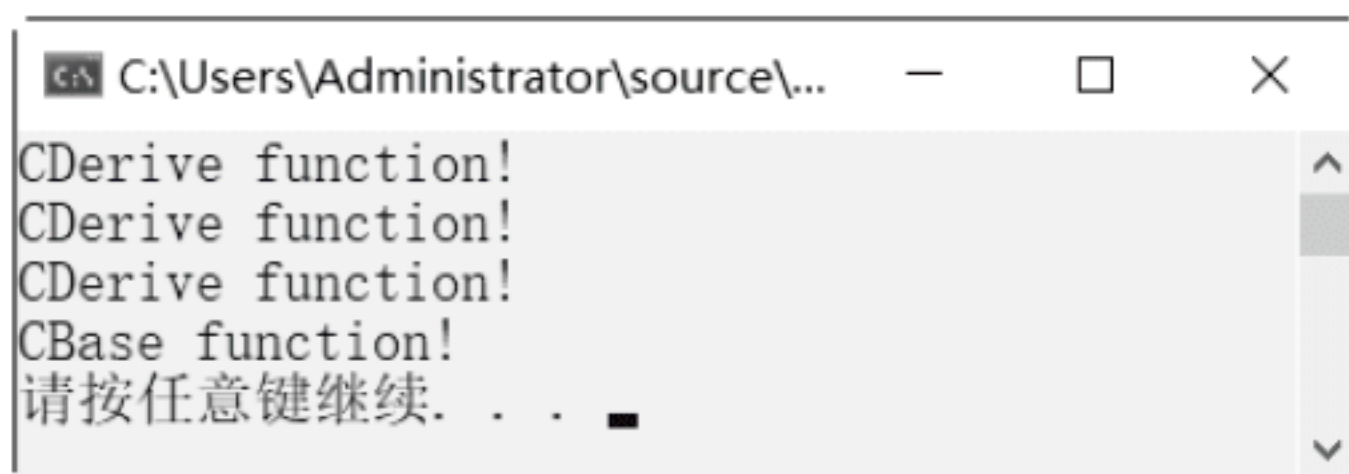 C:\Users\Administrator\source\...
CDerive function!
CDerive function!
CDerive function!
CBase function!
请按任意键继续. . .